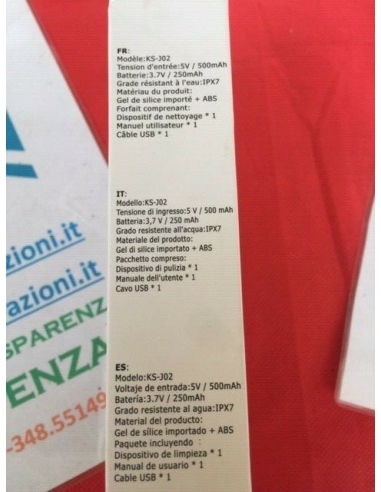 FR:
Modèle:KS-J02
Tension d'entrée:5V / 500mAh
Batterie:3.7V / 250mAh
Grade résistant à l'eau:IPX7
Matériau du produit:
Gel de silice importé + ABS
Forfait comprenant:
Dispositif de nettoyage * 1
Manuel utilisateur * 1
Câble USB * 1
IT:
Modello:KS-J02
Tensione di ingresso:5 V / 500 mAh
Batteria:3,7 V / 250 mAh
Grado resistente all'acqua:IPX7
Materiale del prodotto:
Gel di silice importato + ABS
Pacchetto compreso:
Dispositivo di pulizia * 1
Manuale dell'utente * 1
Cavo USB * 1
ES:
Modelo:KS-J02
Voltaje de entrada:5V / 500mAh
Batería:3.7V / 250mAh
Grado resistente al agua:IPX7
Material del producto:
Gel de sílice importado + ABS
Paquete incluyendo :
Dispositivo de limpieza * 1
Manual de usuario * 1
Cable USB * 1
azioni.it
azioni.it
SPARENZ
ENZA
-348.55149